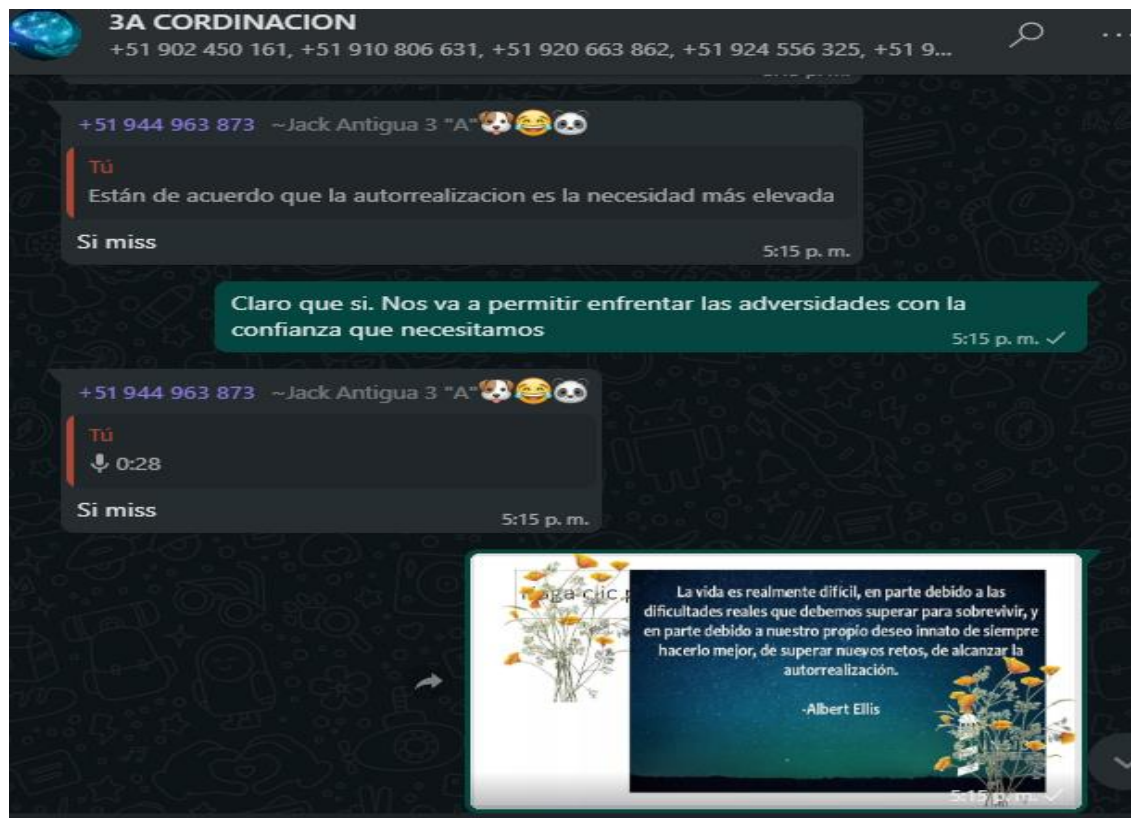 3A CORDINACION
+51 902 450 161, +51 910 806 631, +51 920 663 862, +51 924 556 325, +51 9...
+51 944 963 873 ~Jack Antigua 3 "A"🐶😂🐼
Tú
Están de acuerdo que la autorrealizacion es la necesidad más elevada
Si miss
5:15 p. m.
Claro que si. Nos va a permitir enfrentar las adversidades con la
confianza que necesitamos
5:15 p. m.
+51 944 963 873 ~Jack Antigua 3 "A"🐶😂🐼
Tú
0:28
Si miss
5:15 p. m.
clic
La vida es realmente difícil, en parte debido a las
dificultades reales que debemos superar para sobrevivir, y
en parte debido a nuestro propio deseo innato de siempre
hacerlo mejor, de superar nuevos retos, de alcanzar la
autorrealización.
-Albert Ellis
5:15 p. m.